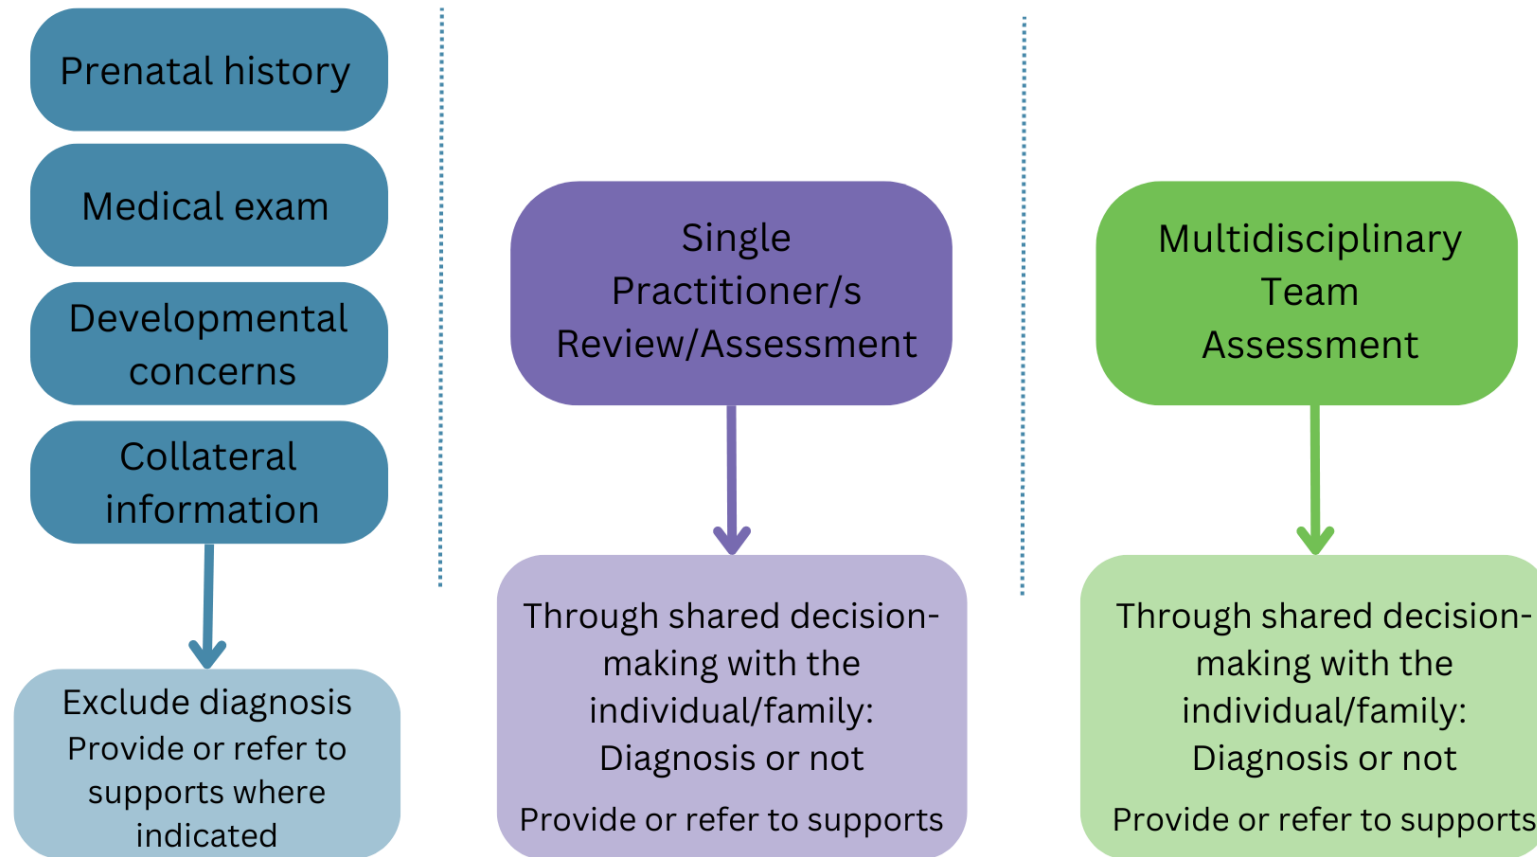 Prenatal history
Medical exam
Developmental
concerns
Collateral
information
Exclude diagnosis
Provide or refer to
supports where
indicated
Single
Practitioner/s
Review/Assessment
Through shared decision-
making with the
individual/family:
Diagnosis or not
Provide or refer to supports
Multidisciplinary
Team
Assessment
Through shared decision-
making with the
individual/family:
Diagnosis or not
Provide or refer to supports